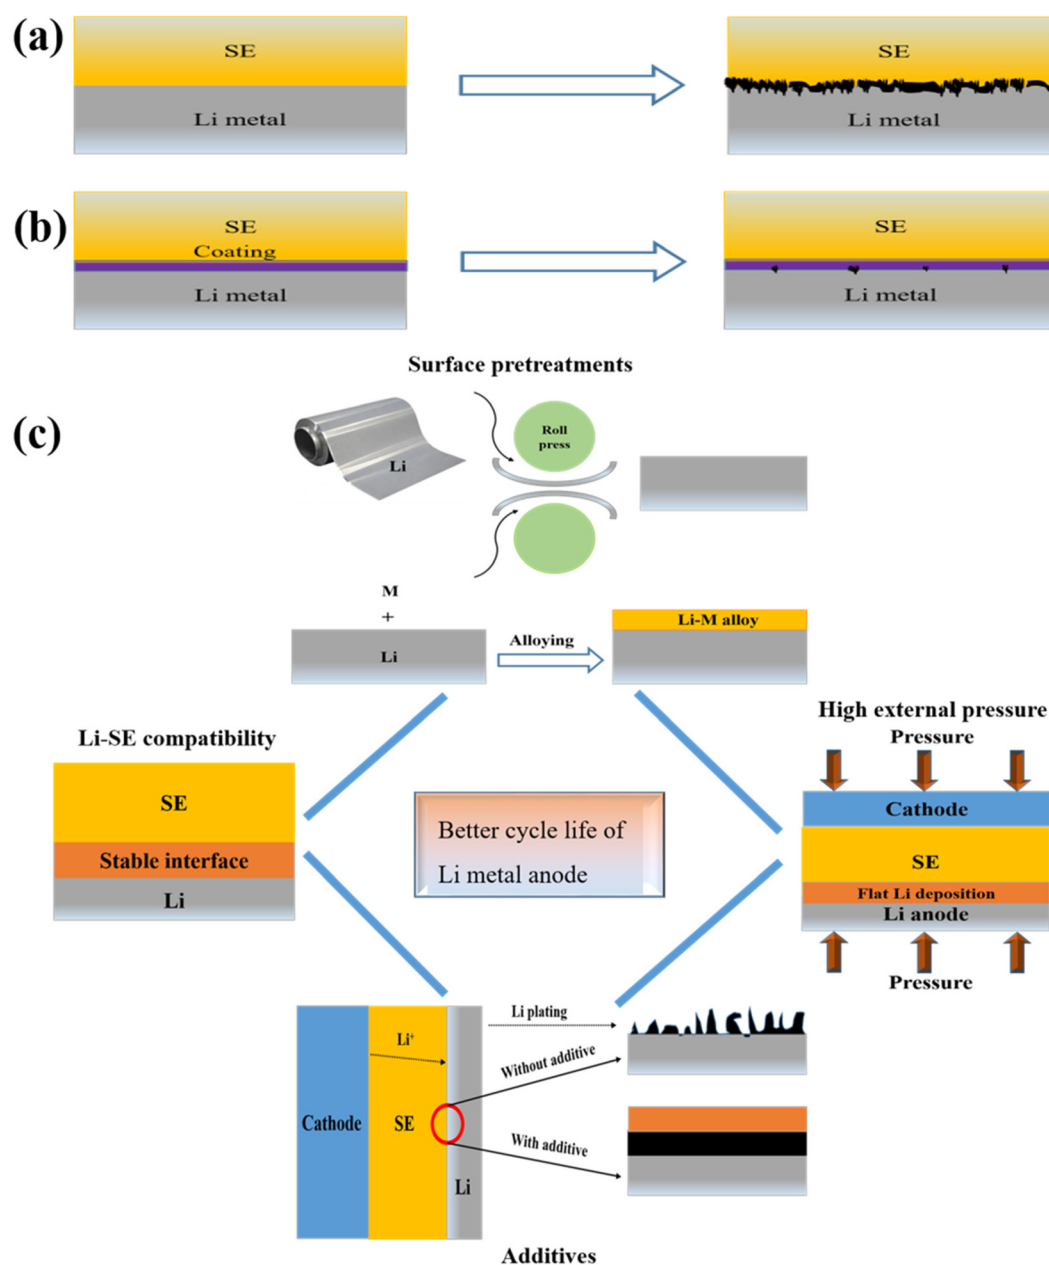 (a)
SE
Li metal
SE
Li metal
(b)
SE
Coating
Li metal
SE
Li metal
Surface pretreatments
(c)
Li
Roll
press
M
+
Li
Alloying
Li-M alloy
Li-SE compatibility
SE
Stable interface
Li
Better cycle life of
Li metal anode
High external pressure
Pressure
Cathode
SE
Flat Li deposition
Li anode
Pressure
Cathode
Li⁺
SE
Li
Li plating
Without additive
With additive
Additives